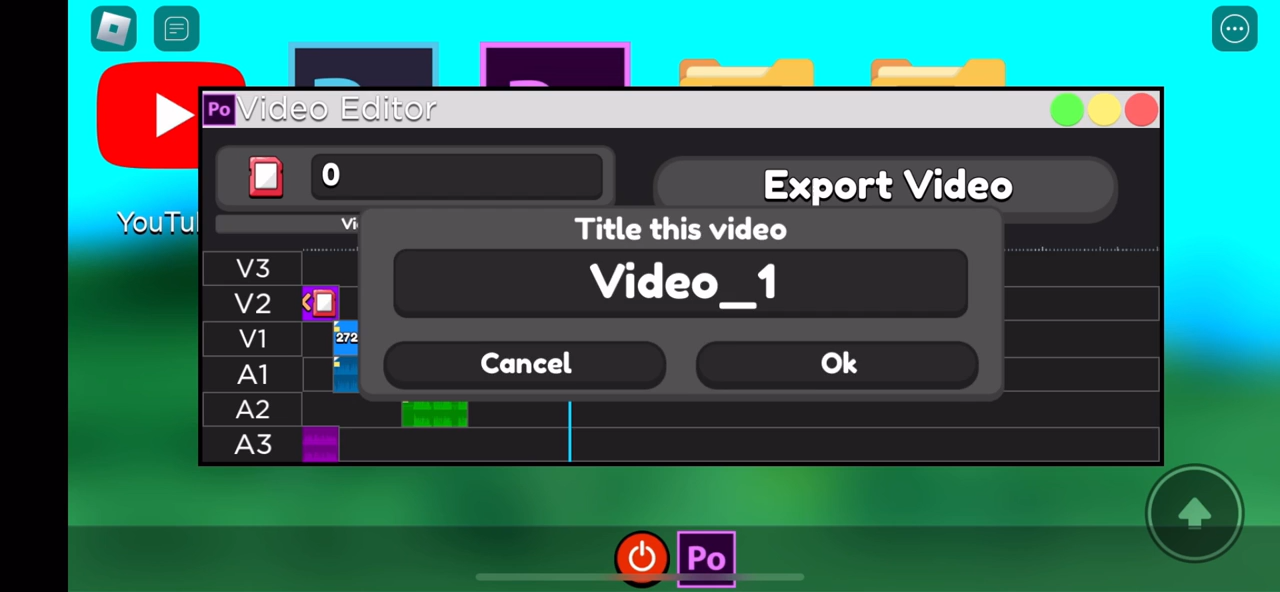 Po Video Editor
0
Export Video
YouTu
Vi
Title this video
Video_1
Cancel
Ok
V3
V2
V1
272
A1
A2
A3
Po